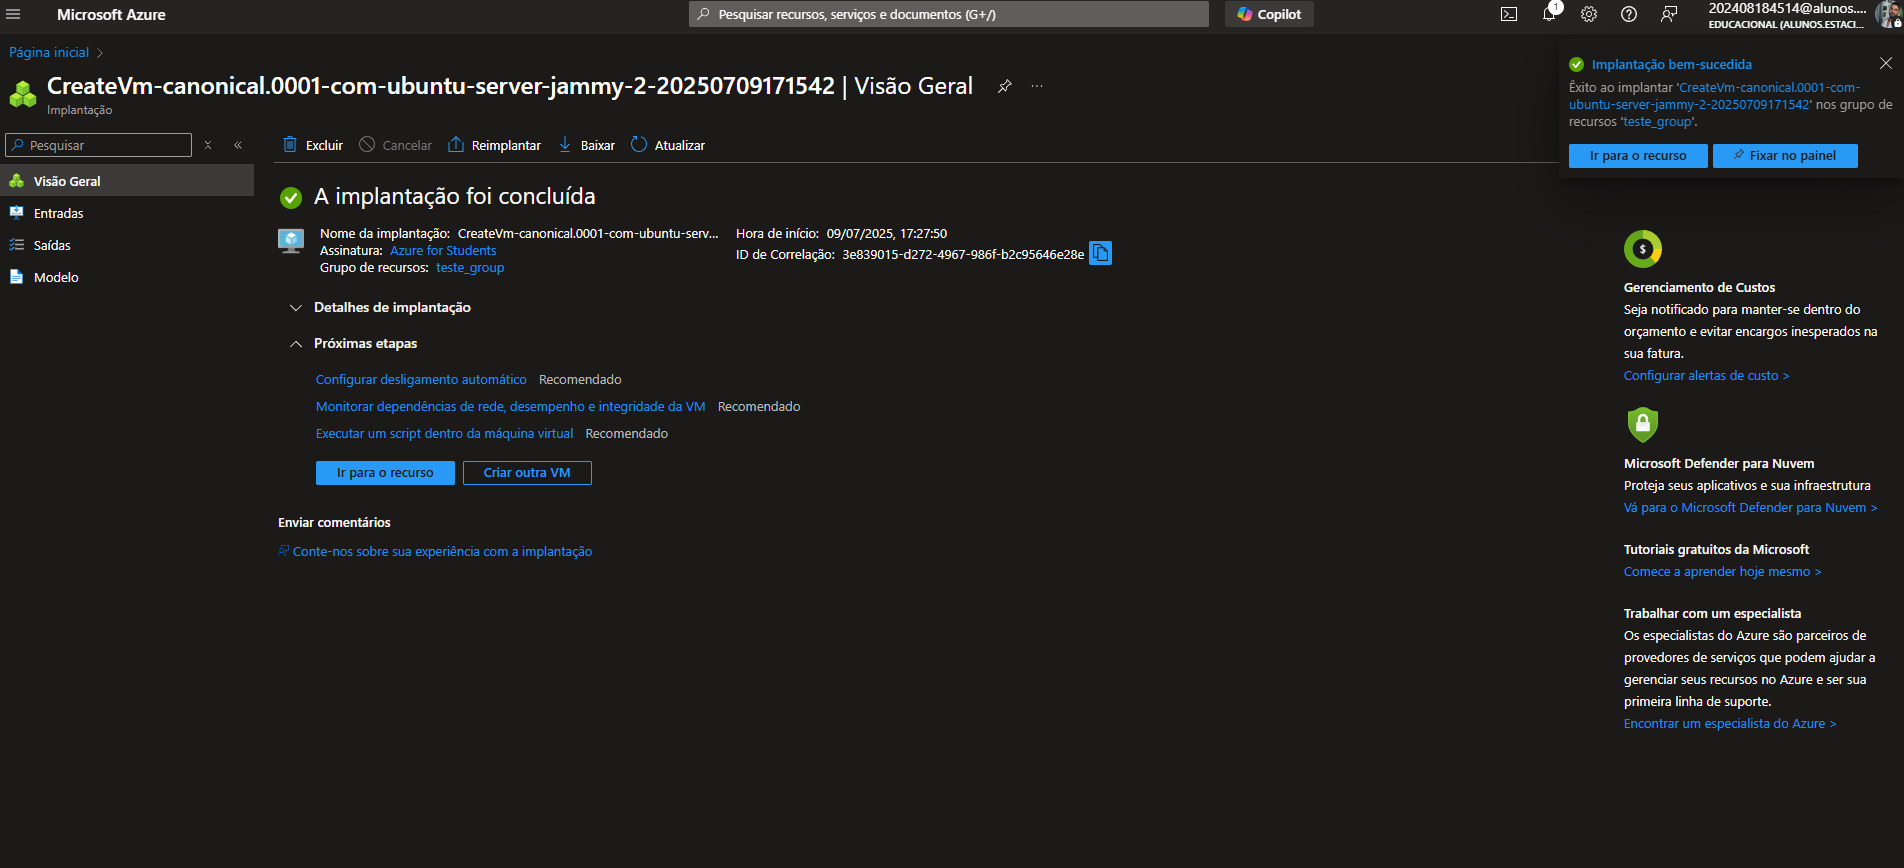 Microsoft Azure
Pesquisar recursos, serviços e documentos (G+/)
Copilot
1
202408184514@alunos....
EDUCACIONAL (ALUNOS.ESTACI...
Página inicial >
CreateVm-canonical.0001-com-ubuntu-server-jammy-2-20250709171542 | Visão Geral
Implantação
Implantação bem-sucedida
Êxito ao implantar 'CreateVm-canonical.0001-com-
ubuntu-server-jammy-2-20250709171542' nos grupo de
recursos 'teste_group'.
Ir para o recurso
Fixar no painel
Pesquisar
Visão Geral
Entradas
Saídas
Modelo
Excluir
Cancelar
Reimplantar
Baixar
Atualizar
A implantação foi concluída
Nome da implantação: CreateVm-canonical.0001-com-ubuntu-serv...
Assinatura: Azure for Students
Grupo de recursos: teste_group
Hora de início: 09/07/2025, 17:27:50
ID de Correlação: 3e839015-d272-4967-986f-b2c95646e28e
Detalhes de implantação
Próximas etapas
Configurar desligamento automático Recomendado
Monitorar dependências de rede, desempenho e integridade da VM Recomendado
Executar um script dentro da máquina virtual Recomendado
Ir para o recurso
Criar outra VM
Enviar comentários
Conte-nos sobre sua experiência com a implantação
$
Gerenciamento de Custos
Seja notificado para manter-se dentro do
orçamento e evitar encargos inesperados na
sua fatura.
Configurar alertas de custo >
Microsoft Defender para Nuvem
Proteja seus aplicativos e sua infraestrutura
Vá para o Microsoft Defender para Nuvem >
Tutoriais gratuitos da Microsoft
Comece a aprender hoje mesmo >
Trabalhar com um especialista
Os especialistas do Azure são parceiros de
provedores de serviços que podem ajudar a
gerenciar seus recursos no Azure e ser sua
primeira linha de suporte.
Encontrar um especialista do Azure >